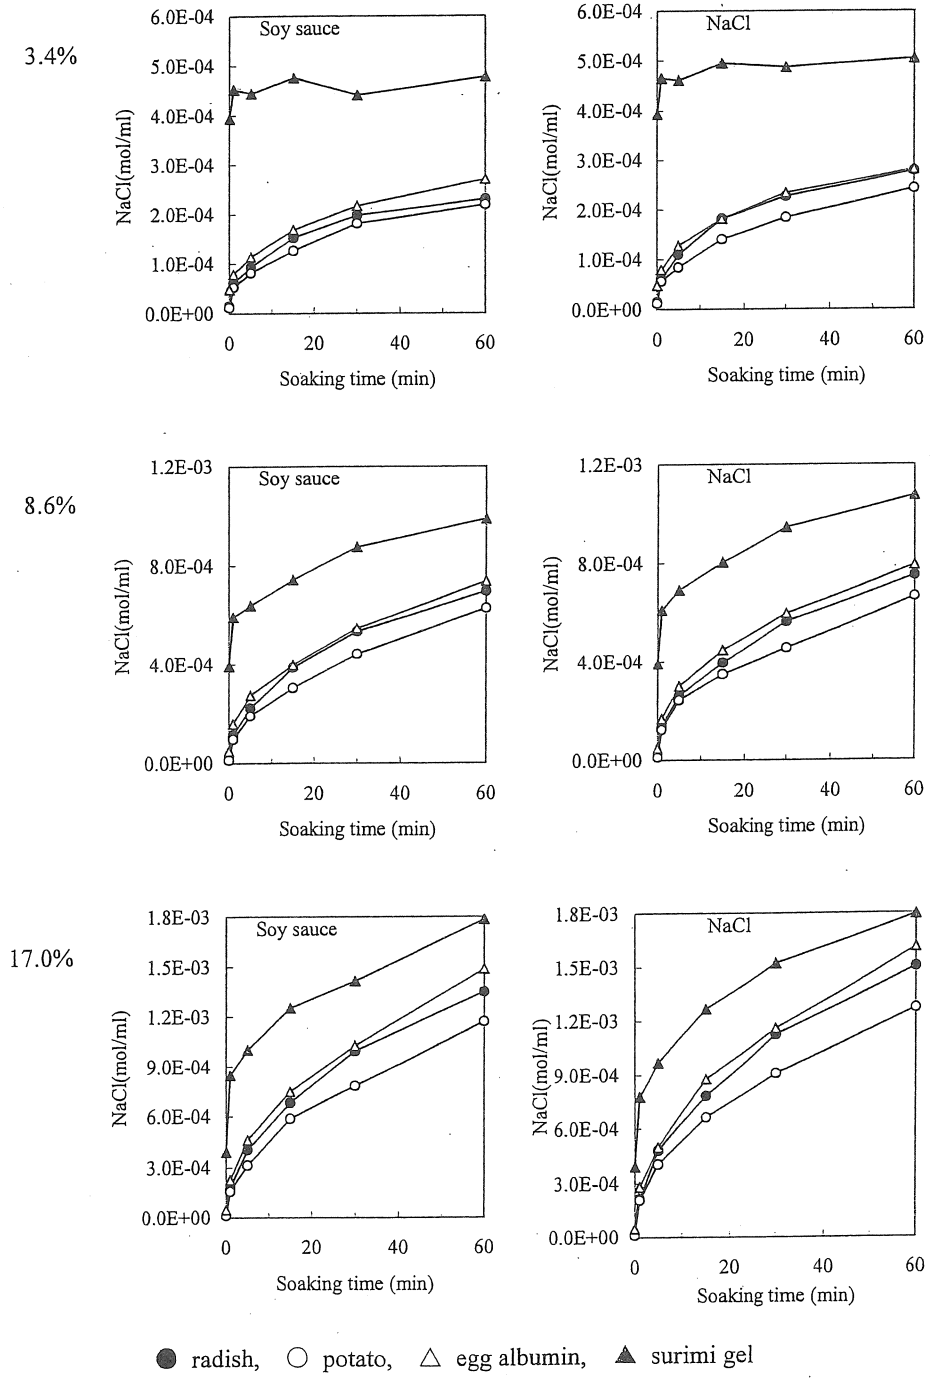 3.4%
Soy sauce
6.0E-04
5.0E-04
4.0E-04
3.0E-04
2.0E-04
1.0E-04
0.0E+00
NaCl(mol/ml)
0 20 40 60
Soaking time (min)
NaCl
6.0E-04
5.0E-04
4.0E-04
3.0E-04
2.0E-04
1.0E-04
0.0E+00
NaCl(mol/ml)
0 20 40 60
Soaking time (min)
8.6%
Soy sauce
1.2E-03
8.0E-04
4.0E-04
0.0E+00
NaCl(mol/ml)
0 20 40 60
Soaking time (min)
NaCl
1.2E-03
8.0E-04
4.0E-04
0.0E+00
NaCl(mol/ml)
0 20 40 60
Soaking time (min)
17.0%
Soy sauce
1.8E-03
1.5E-03
1.2E-03
9.0E-04
6.0E-04
3.0E-04
0.0E+00
NaCl(mol/ml)
0 20 40 60
Soaking time (min)
NaCl
1.8E-03
1.5E-03
1.2E-03
9.0E-04
6.0E-04
3.0E-04
0.0E+00
NaCl(mol/ml)
0 20 40 60
Soaking time (min)
radish, potato, egg albumin, surimi gel